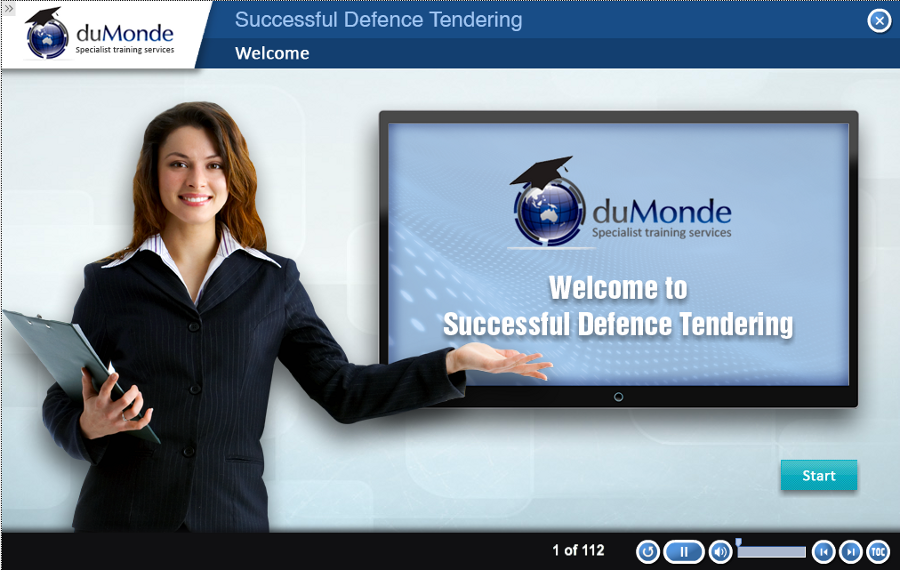 »
duMonde
Specialist training services
Successful Defence Tendering
Welcome
duMonde
Specialist training services
Welcome to
Successful Defence Tendering
Start
1 of 112
TOC